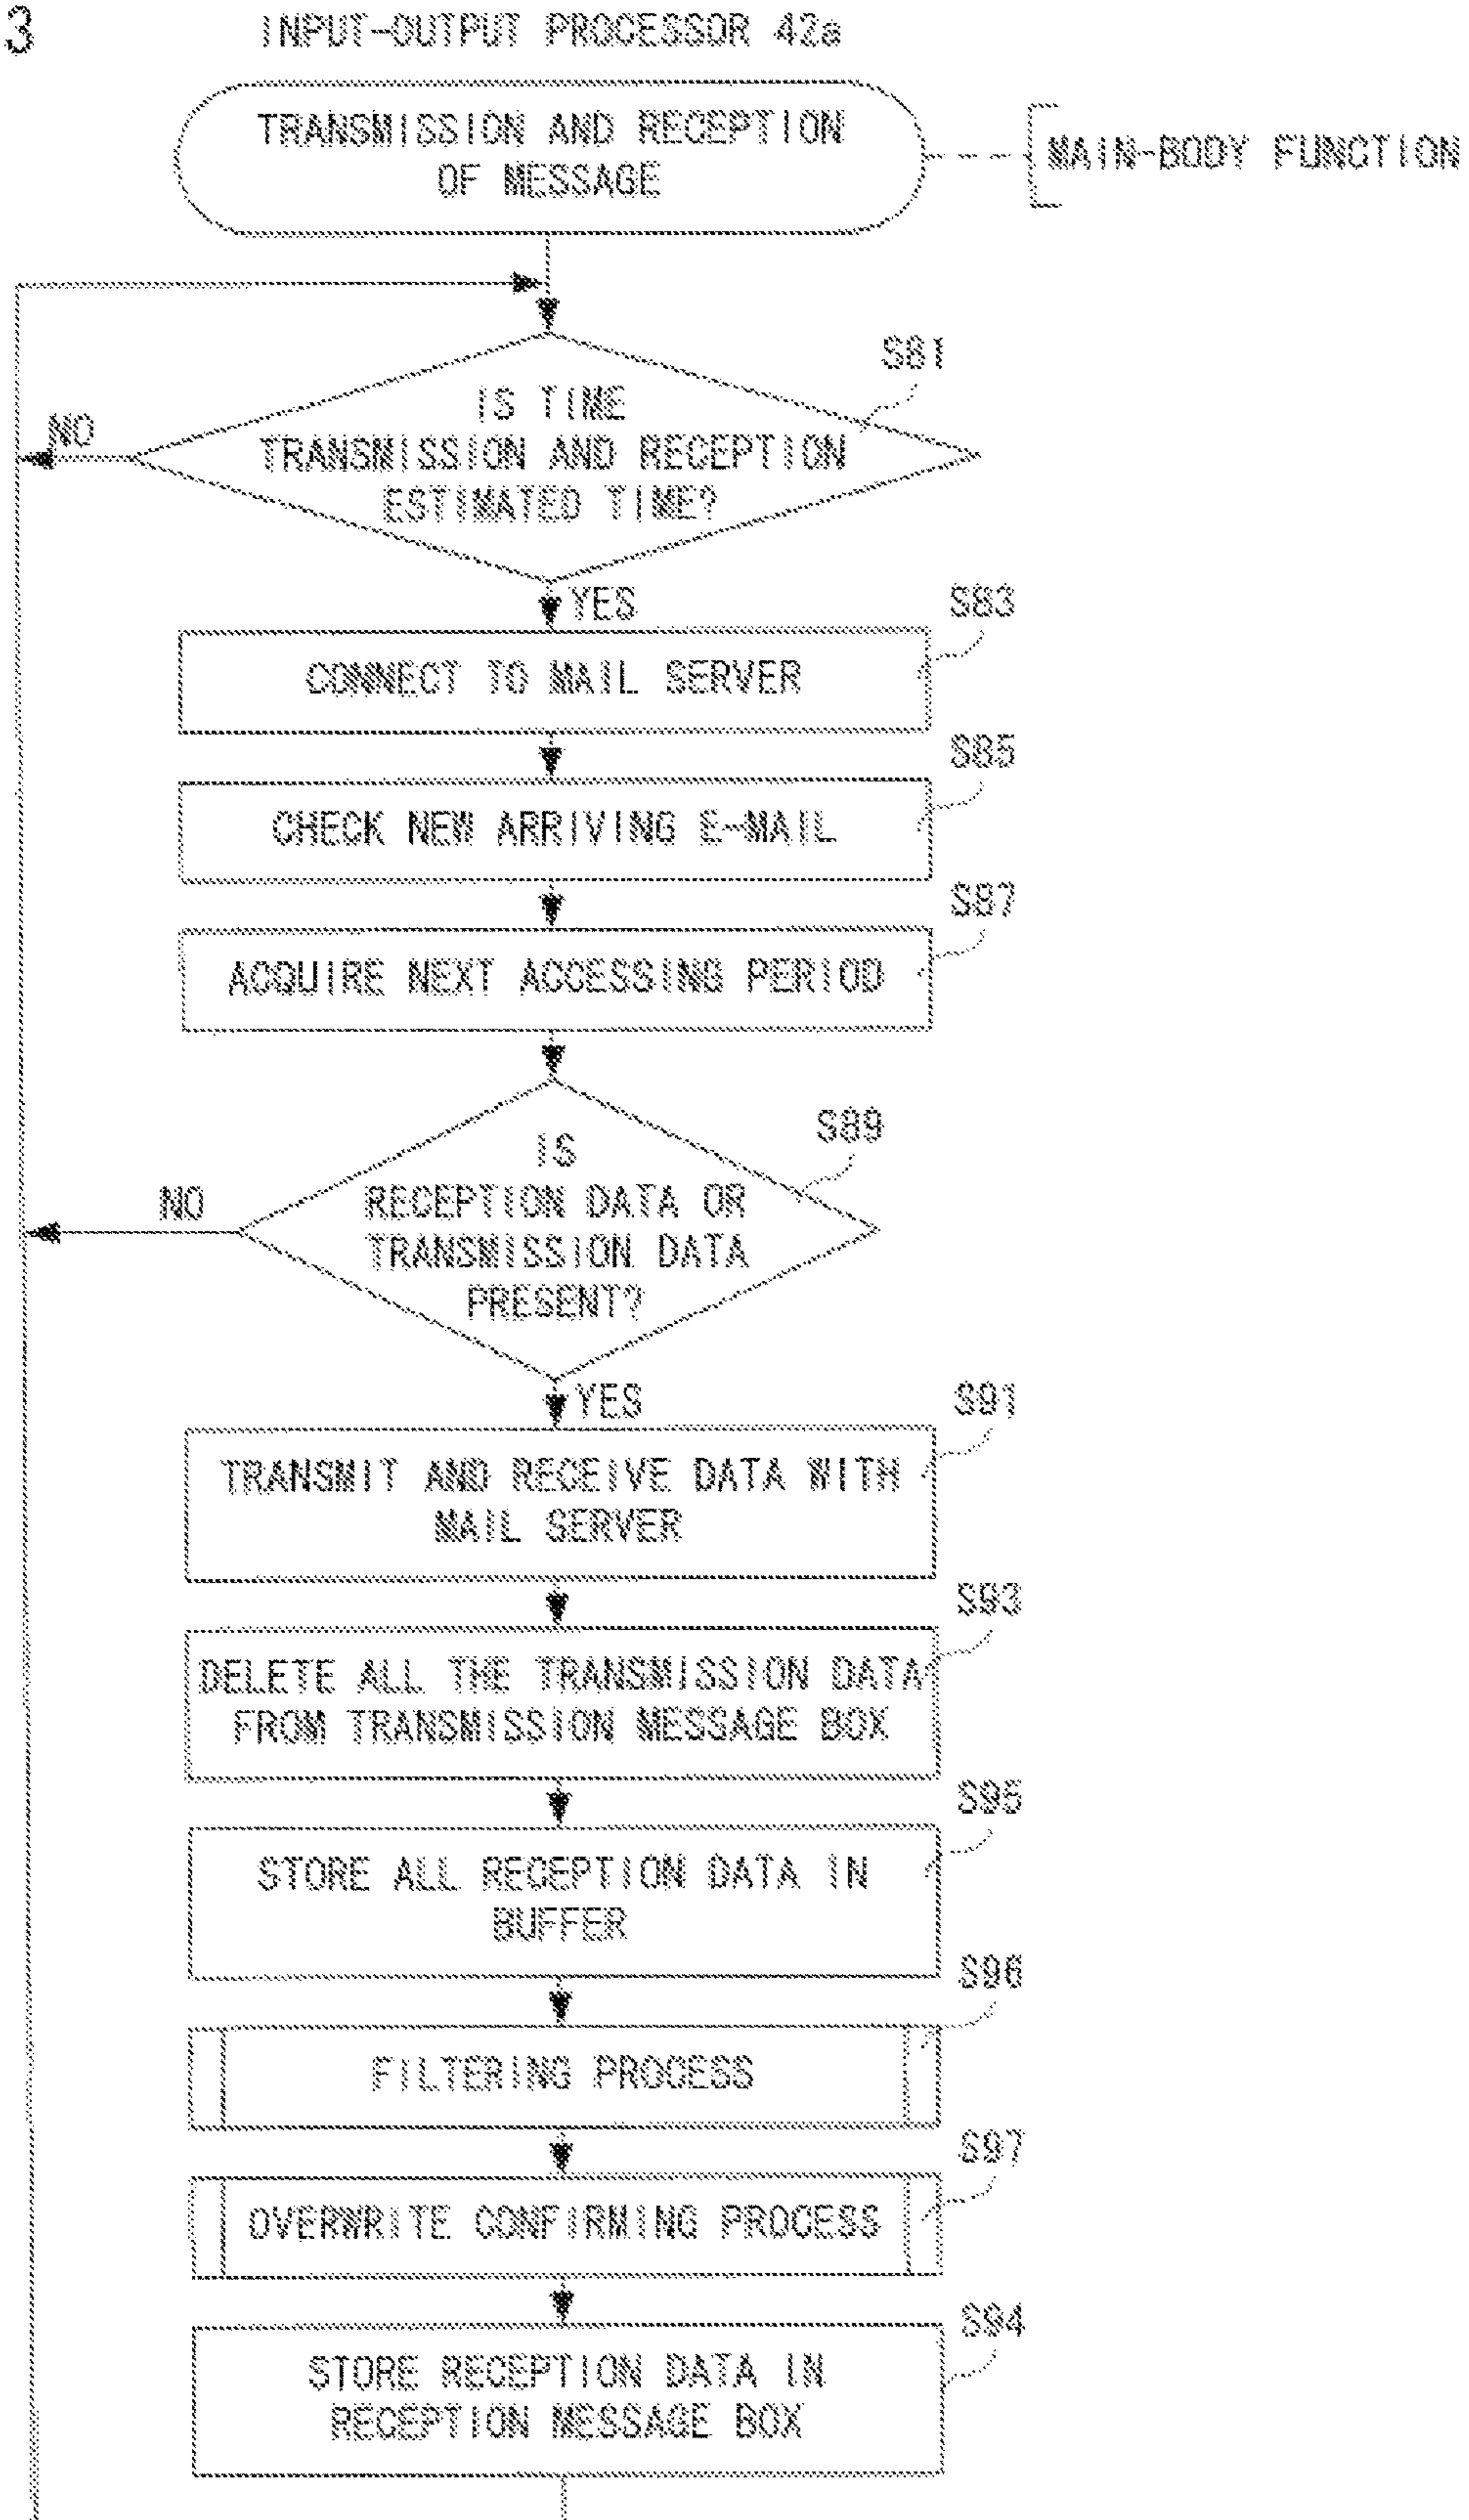 3
INPUT-OUTPUT PROCESSOR 42a
TRANSMISSION AND RECEPTION
OF MESSAGE
MAIN-BODY FUNCTION
S81
IS TIME
TRANSMISSION AND RECEPTION
ESTIMATED TIME?
NO
YES
S83
CONNECT TO MAIL SERVER
S85
CHECK NEW ARRIVING E-MAIL
S87
ACQUIRE NEXT ACCESSING PERIOD
S89
IS
RECEPTION DATA OR
TRANSMISSION DATA
PRESENT?
NO
YES
S91
TRANSMIT AND RECEIVE DATA WITH
MAIL SERVER
S93
DELETE ALL THE TRANSMISSION DATA
FROM TRANSMISSION MESSAGE BOX
S95
STORE ALL RECEPTION DATA IN
BUFFER
S96
FILTERING PROCESS
S97
OVERWRITE CONFIRMING PROCESS
S94
STORE RECEPTION DATA IN
RECEPTION MESSAGE BOX